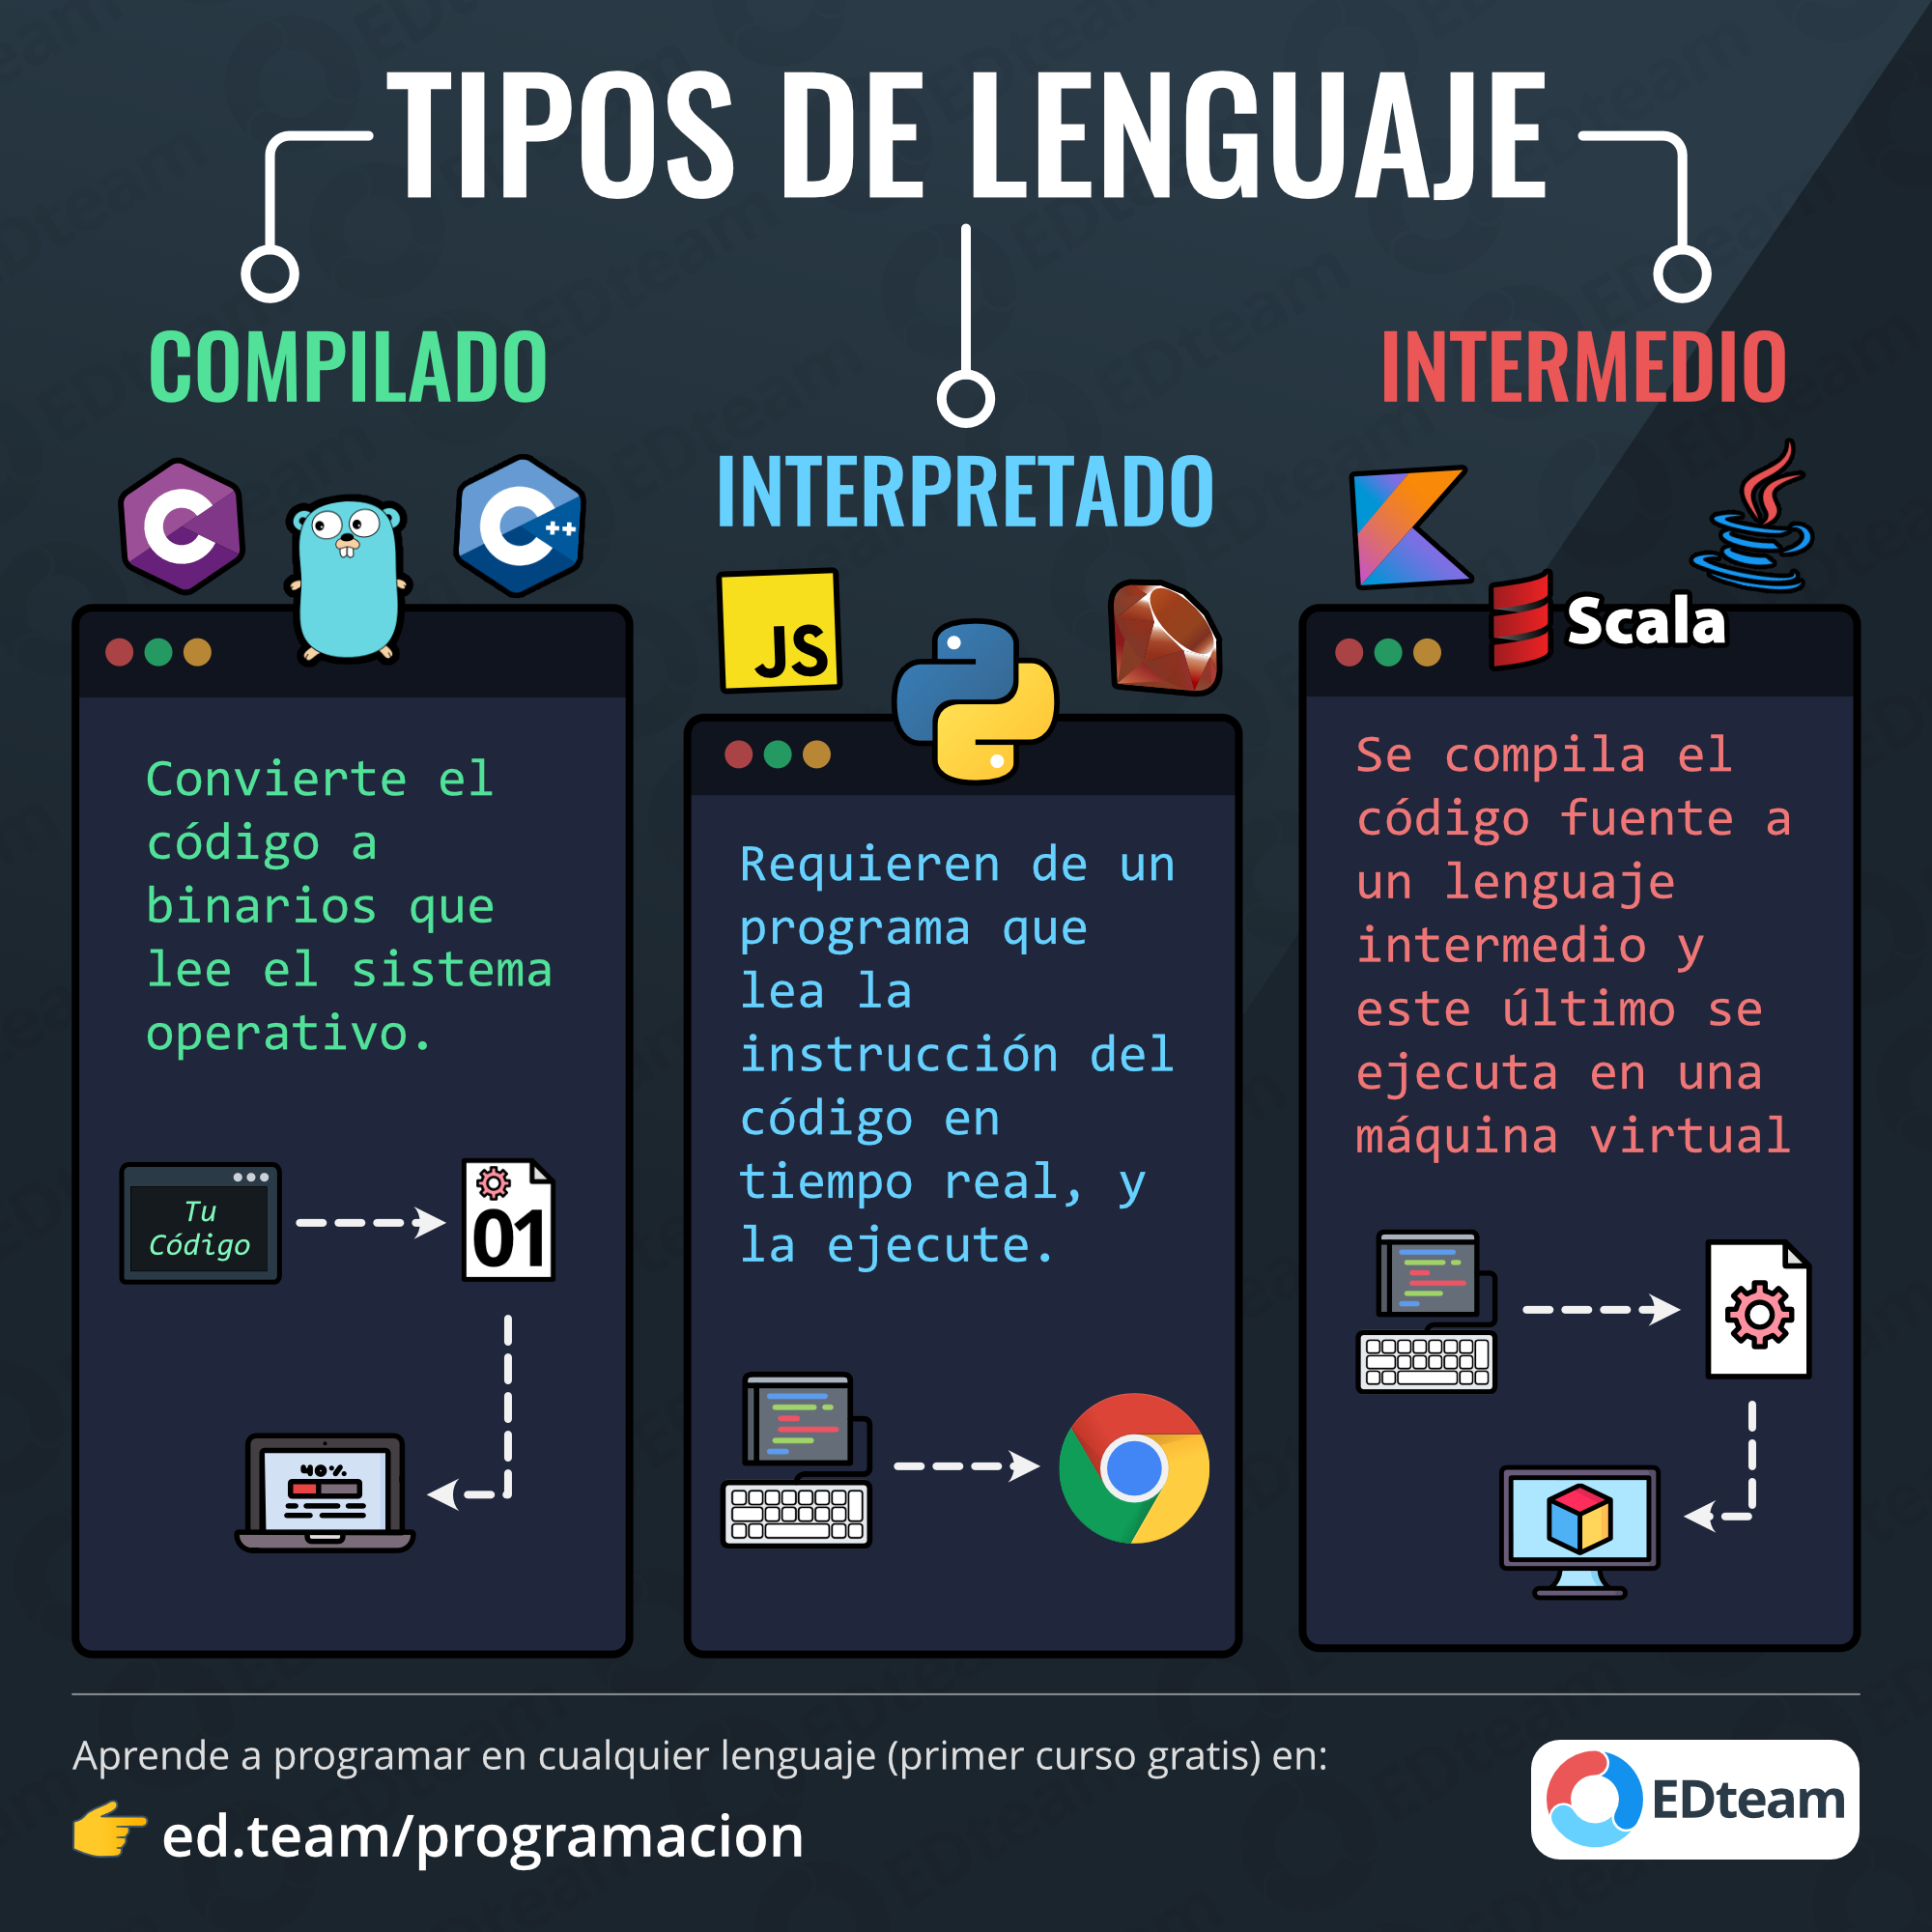 TIPOS DE LENGUAJE
COMPILADO
C
C++
Convierte el
código a
binarios que
lee el sistema
operativo.
Tu
Código
01
40%
INTERPRETADO
JS
Requieren de un
programa que
lea la
instrucción del
código en
tiempo real, y
la ejecute.
INTERMEDIO
Scala
Se compila el
código fuente a
un lenguaje
intermedio y
este último se
ejecuta en una
máquina virtual
Aprende a programar en cualquier lenguaje (primer curso gratis) en:
ed.team/programacion
EDteam